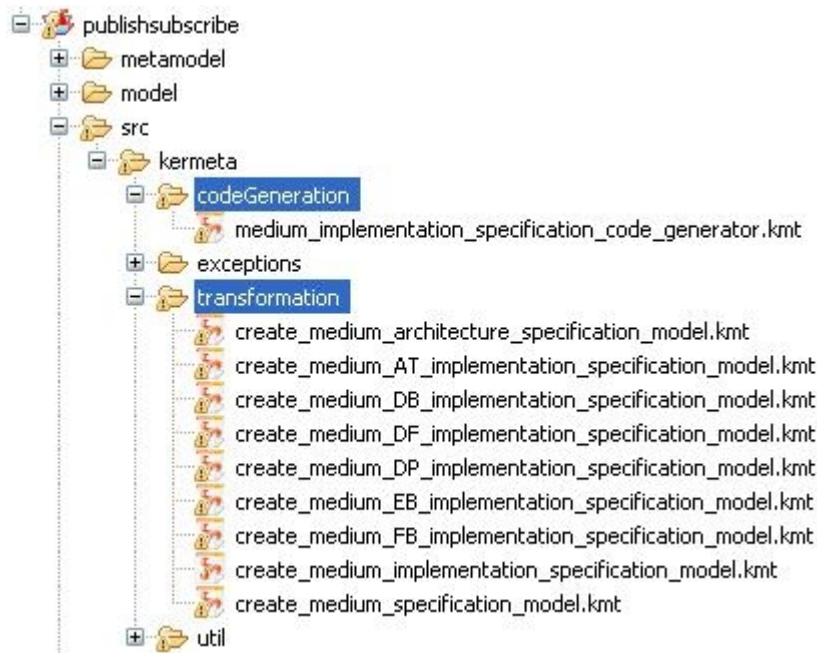 publishsubscribe
metamodel
model
src
kermeta
codeGeneration
medium_implementation_specification_code_generator.kmt
exceptions
transformation
create_medium_architecture_specification_model.kmt
create_medium_AT_implementation_specification_model.kmt
create_medium_DB_implementation_specification_model.kmt
create_medium_DF_implementation_specification_model.kmt
create_medium_DP_implementation_specification_model.kmt
create_medium_EB_implementation_specification_model.kmt
create_medium_FB_implementation_specification_model.kmt
create_medium_implementation_specification_model.kmt
create_medium_specification_model.kmt
util